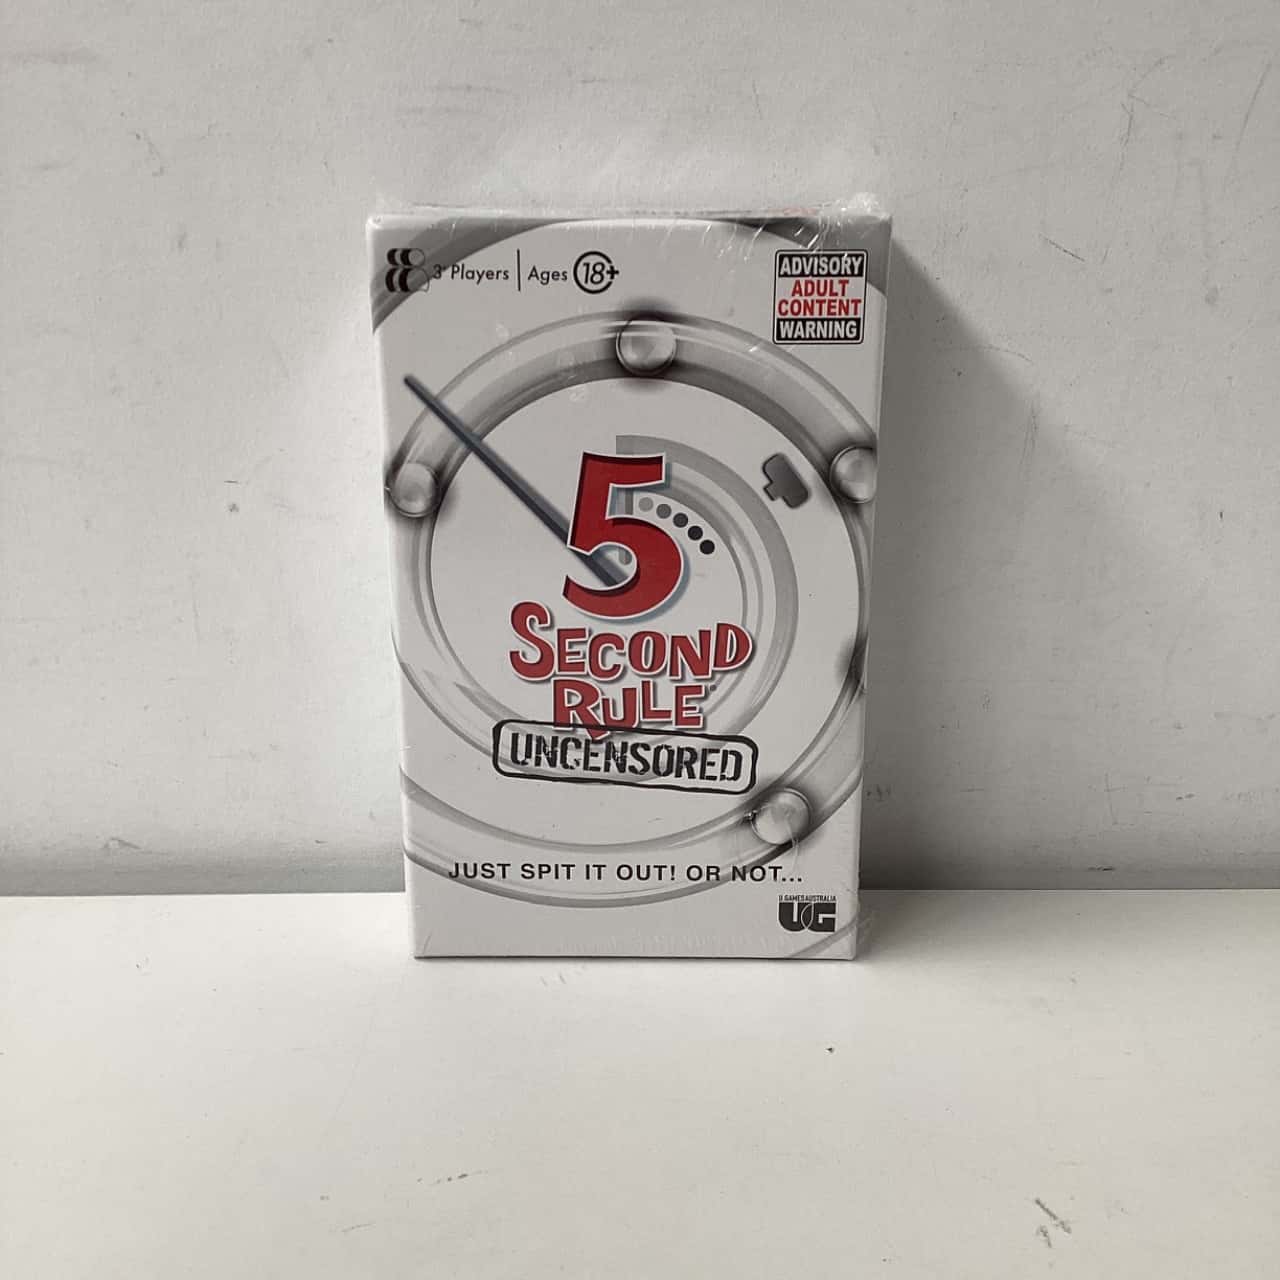 3+ Players | Ages 18+
ADVISORY
ADULT
CONTENT
WARNING
5
SECOND
RULE
UNCENSORED
JUST SPIT IT OUT! OR NOT...
U.GAMES AUSTRALIA
UG